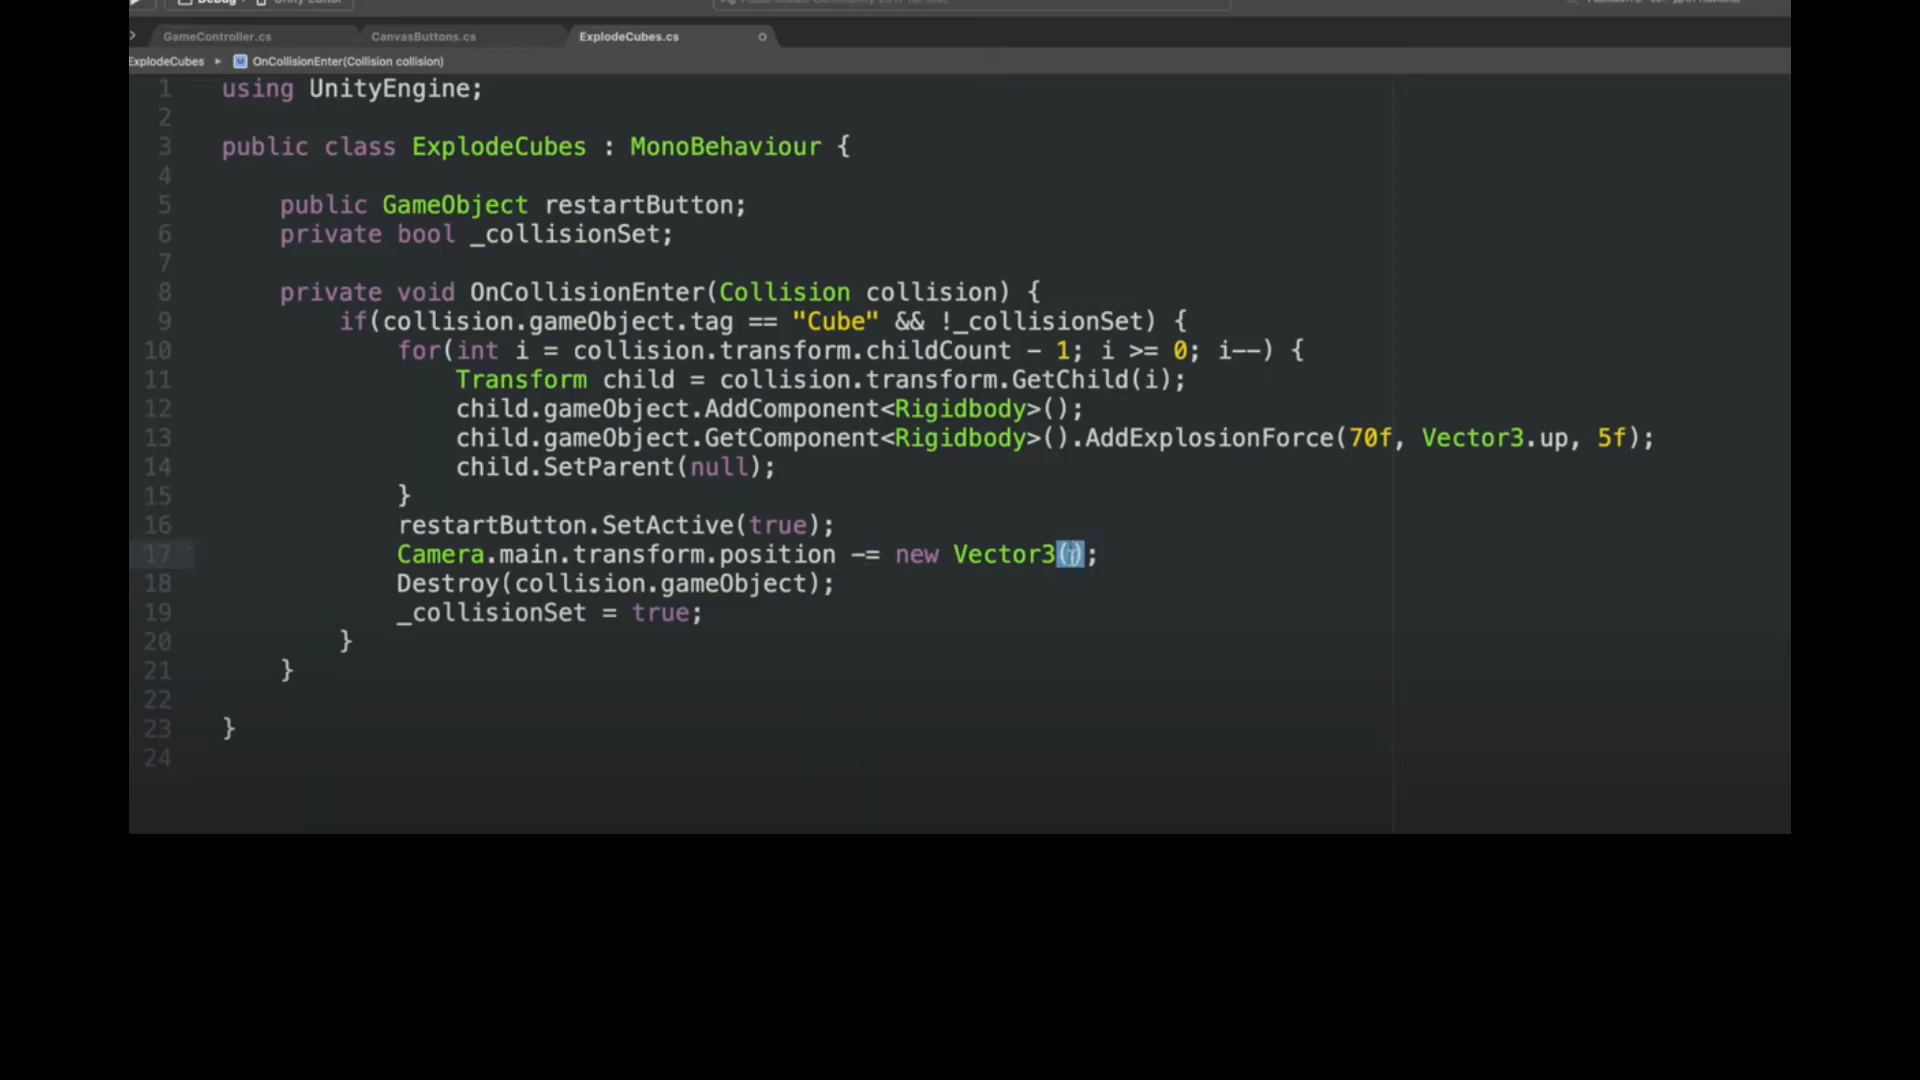 Debug Unity Editor
GameController.cs CanvasButtons.cs ExplodeCubes.cs
ExplodeCubes OnCollisionEnter(Collision collision)
1 using UnityEngine;
2
3 public class ExplodeCubes : MonoBehaviour {
4
5 public GameObject restartButton;
6 private bool _collisionSet;
7
8 private void OnCollisionEnter(Collision collision) {
9 if(collision.gameObject.tag == "Cube" && !_collisionSet) {
10 for(int i = collision.transform.childCount - 1; i >= 0; i--) {
11 Transform child = collision.transform.GetChild(i);
12 child.gameObject.AddComponent<Rigidbody>();
13 child.gameObject.GetComponent<Rigidbody>().AddExplosionForce(70f, Vector3.up, 5f);
14 child.SetParent(null);
15 }
16 restartButton.SetActive(true);
17 Camera.main.transform.position -= new Vector3();
18 Destroy(collision.gameObject);
19 _collisionSet = true;
20 }
21 }
22
23 }
24